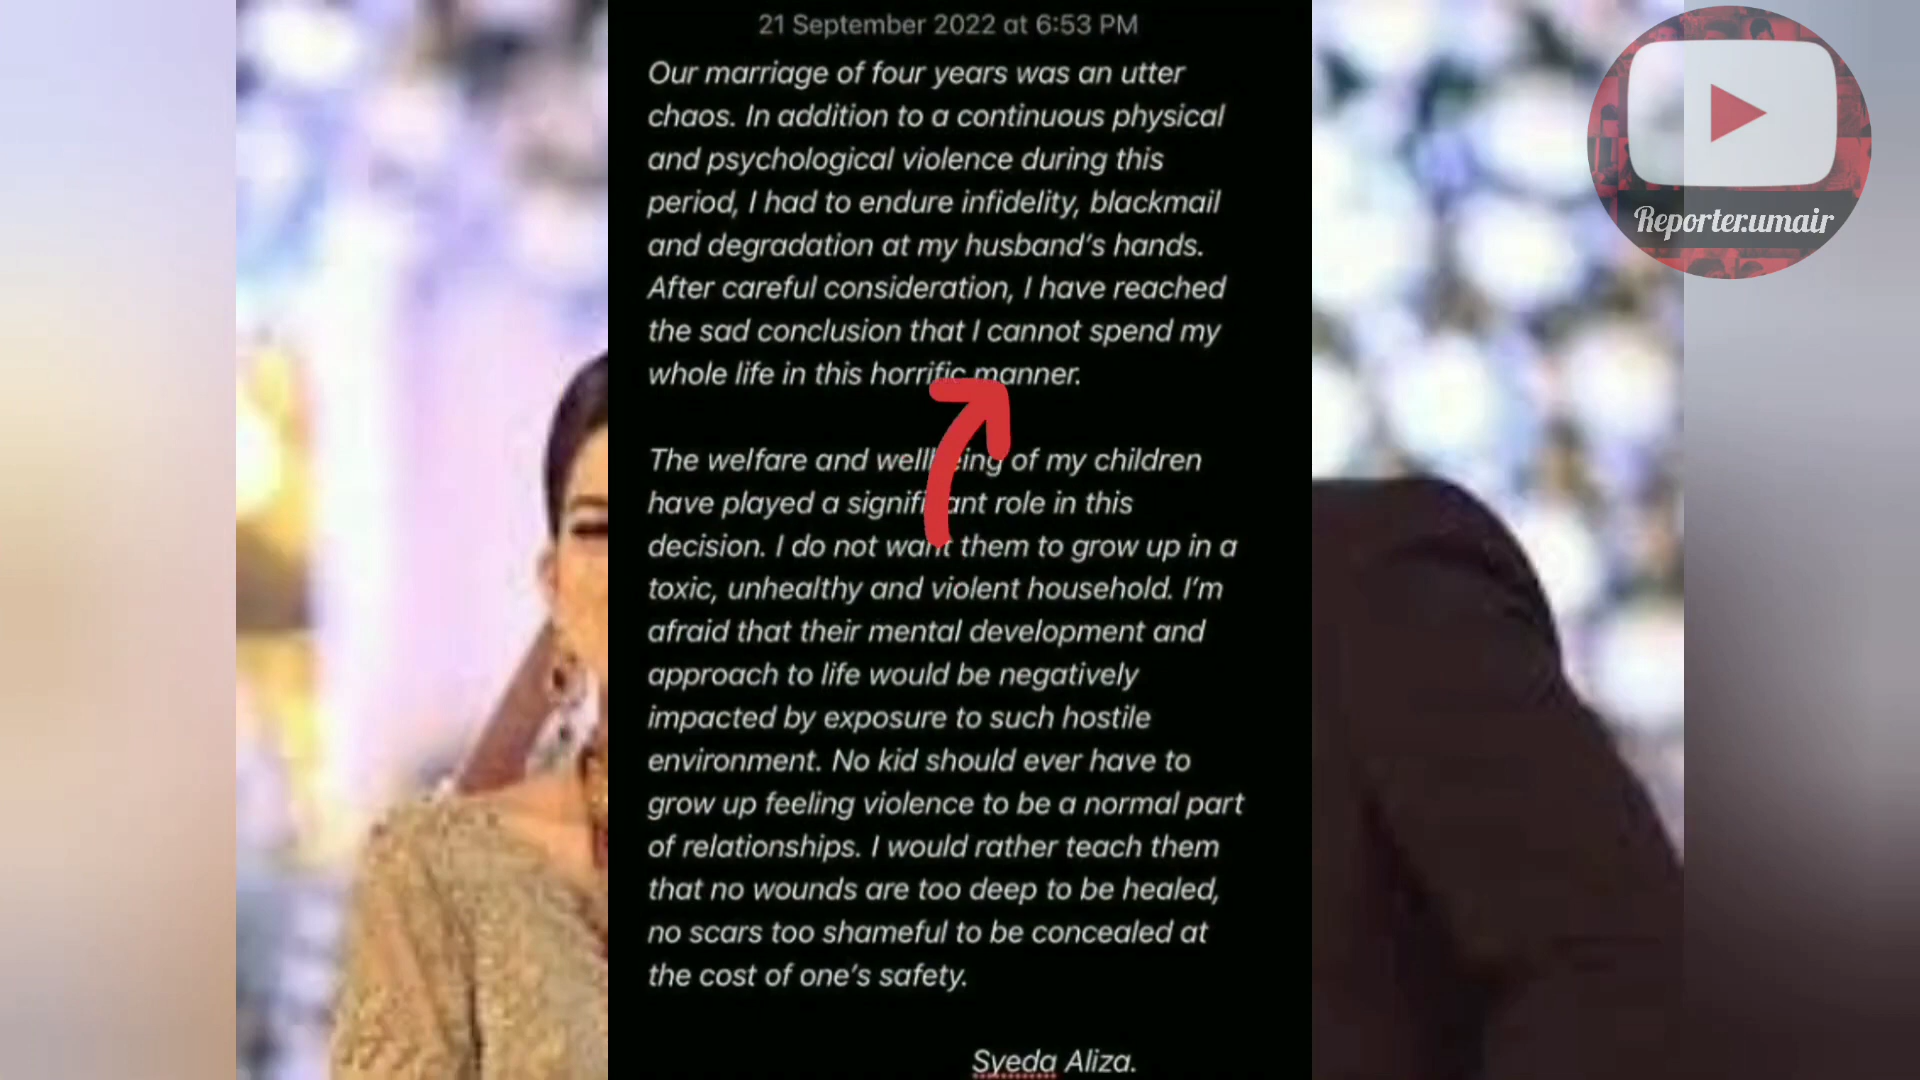 21 September 2022 at 6:53 PM
Our marriage of four years was an utter
chaos. In addition to a continuous physical
and psychological violence during this
period, I had to endure infidelity, blackmail
and degradation at my husband's hands.
After careful consideration, I have reached
the sad conclusion that I cannot spend my
whole life in this horrific manner.
The welfare and wellbeing of my children
have played a significant role in this
decision. I do not want them to grow up in a
toxic, unhealthy and violent household. I'm
afraid that their mental development and
approach to life would be negatively
impacted by exposure to such hostile
environment. No kid should ever have to
grow up feeling violence to be a normal part
of relationships. I would rather teach them
that no wounds are too deep to be healed,
no scars too shameful to be concealed at
the cost of one's safety.
Syeda Aliza.
Reporter.umair